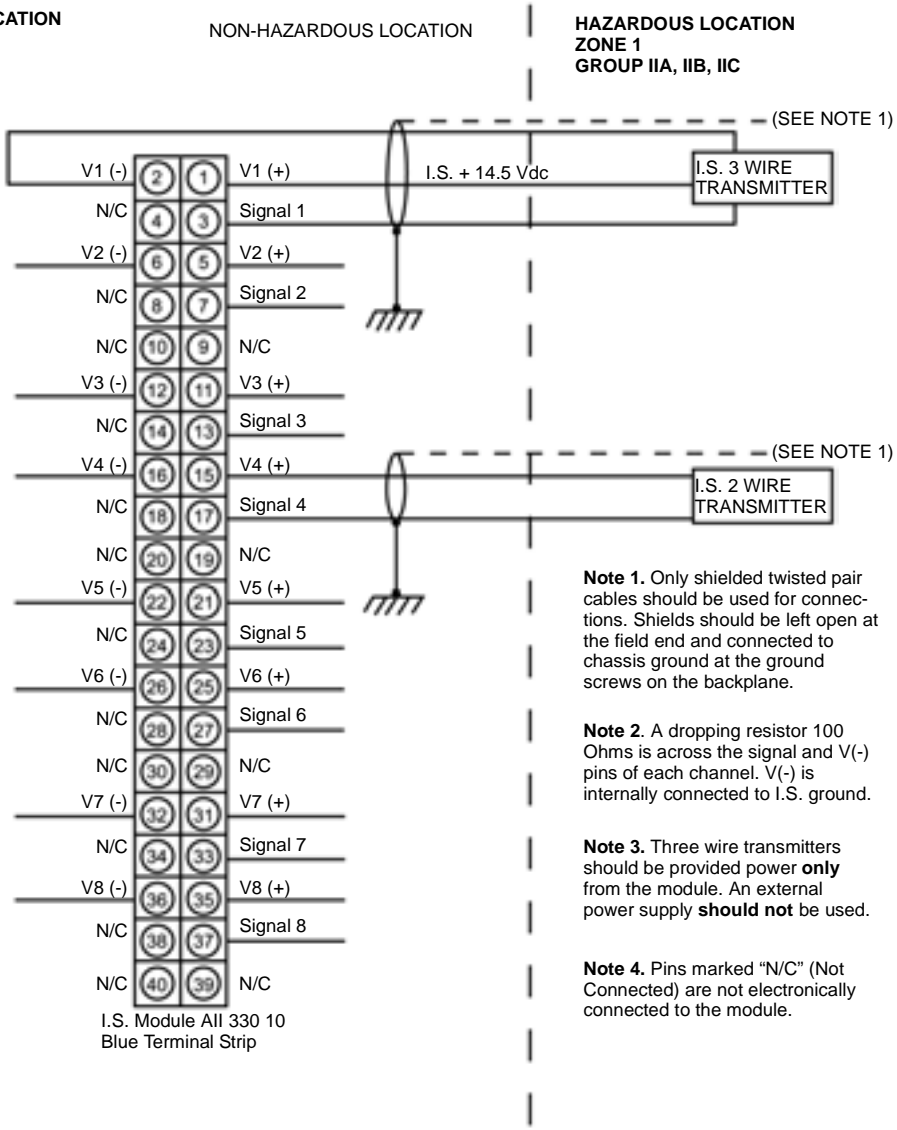 CATION
NON-HAZARDOUS LOCATION
HAZARDOUS LOCATION
ZONE 1
GROUP IIA, IIB, IIC
(SEE NOTE 1)
V1 (-) 2 1 V1 (+)
I.S. + 14.5 Vdc
I.S. 3 WIRE
TRANSMITTER
N/C 4 3 Signal 1
V2 (-) 6 5 V2 (+)
N/C 8 7 Signal 2
N/C 10 9 N/C
V3 (-) 12 11 V3 (+)
N/C 14 13 Signal 3
(SEE NOTE 1)
V4 (-) 16 15 V4 (+)
I.S. 2 WIRE
TRANSMITTER
N/C 18 17 Signal 4
N/C 20 19 N/C
V5 (-) 22 21 V5 (+)
N/C 24 23 Signal 5
V6 (-) 26 25 V6 (+)
N/C 28 27 Signal 6
N/C 30 29 N/C
V7 (-) 32 31 V7 (+)
N/C 34 33 Signal 7
V8 (-) 36 35 V8 (+)
N/C 38 37 Signal 8
N/C 40 39 N/C
I.S. Module AII 330 10
Blue Terminal Strip
Note 1. Only shielded twisted pair
cables should be used for connec-
tions. Shields should be left open at
the field end and connected to
chassis ground at the ground
screws on the backplane.
Note 2. A dropping resistor 100
Ohms is across the signal and V(-)
pins of each channel. V(-) is
internally connected to I.S. ground.
Note 3. Three wire transmitters
should be provided power only
from the module. An external
power supply should not be used.
Note 4. Pins marked “N/C” (Not
Connected) are not electronically
connected to the module.